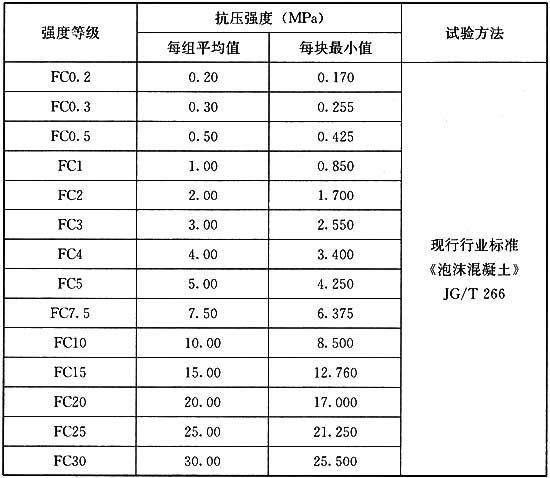 强度等级 抗压强度（MPa） 试验方法
每组平均值 每块最小值
FC0.2 0.20 0.170
FC0.3 0.30 0.255
FC0.5 0.50 0.425
FC1 1.00 0.850
FC2 2.00 1.700
FC3 3.00 2.550
FC4 4.00 3.400
FC5 5.00 4.250
FC7.5 7.50 6.375
FC10 10.00 8.500
FC15 15.00 12.760
FC20 20.00 17.000
FC25 25.00 21.250
FC30 30.00 25.500
现行行业标准
《泡沫混凝土》
JG/T 266